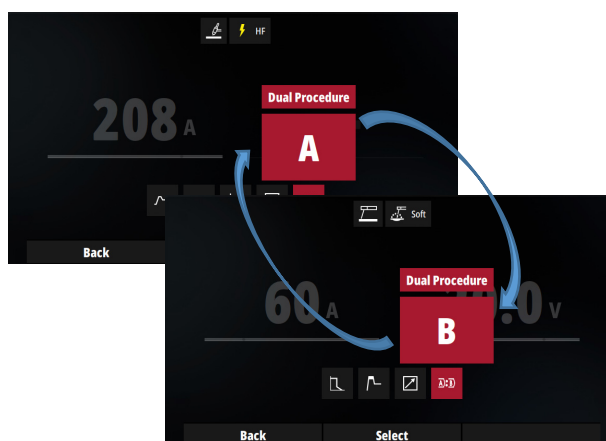 HF
Dual Procedure
208 A
A
Back
Soft
Dual Procedure
60 A
V
B
Back Select